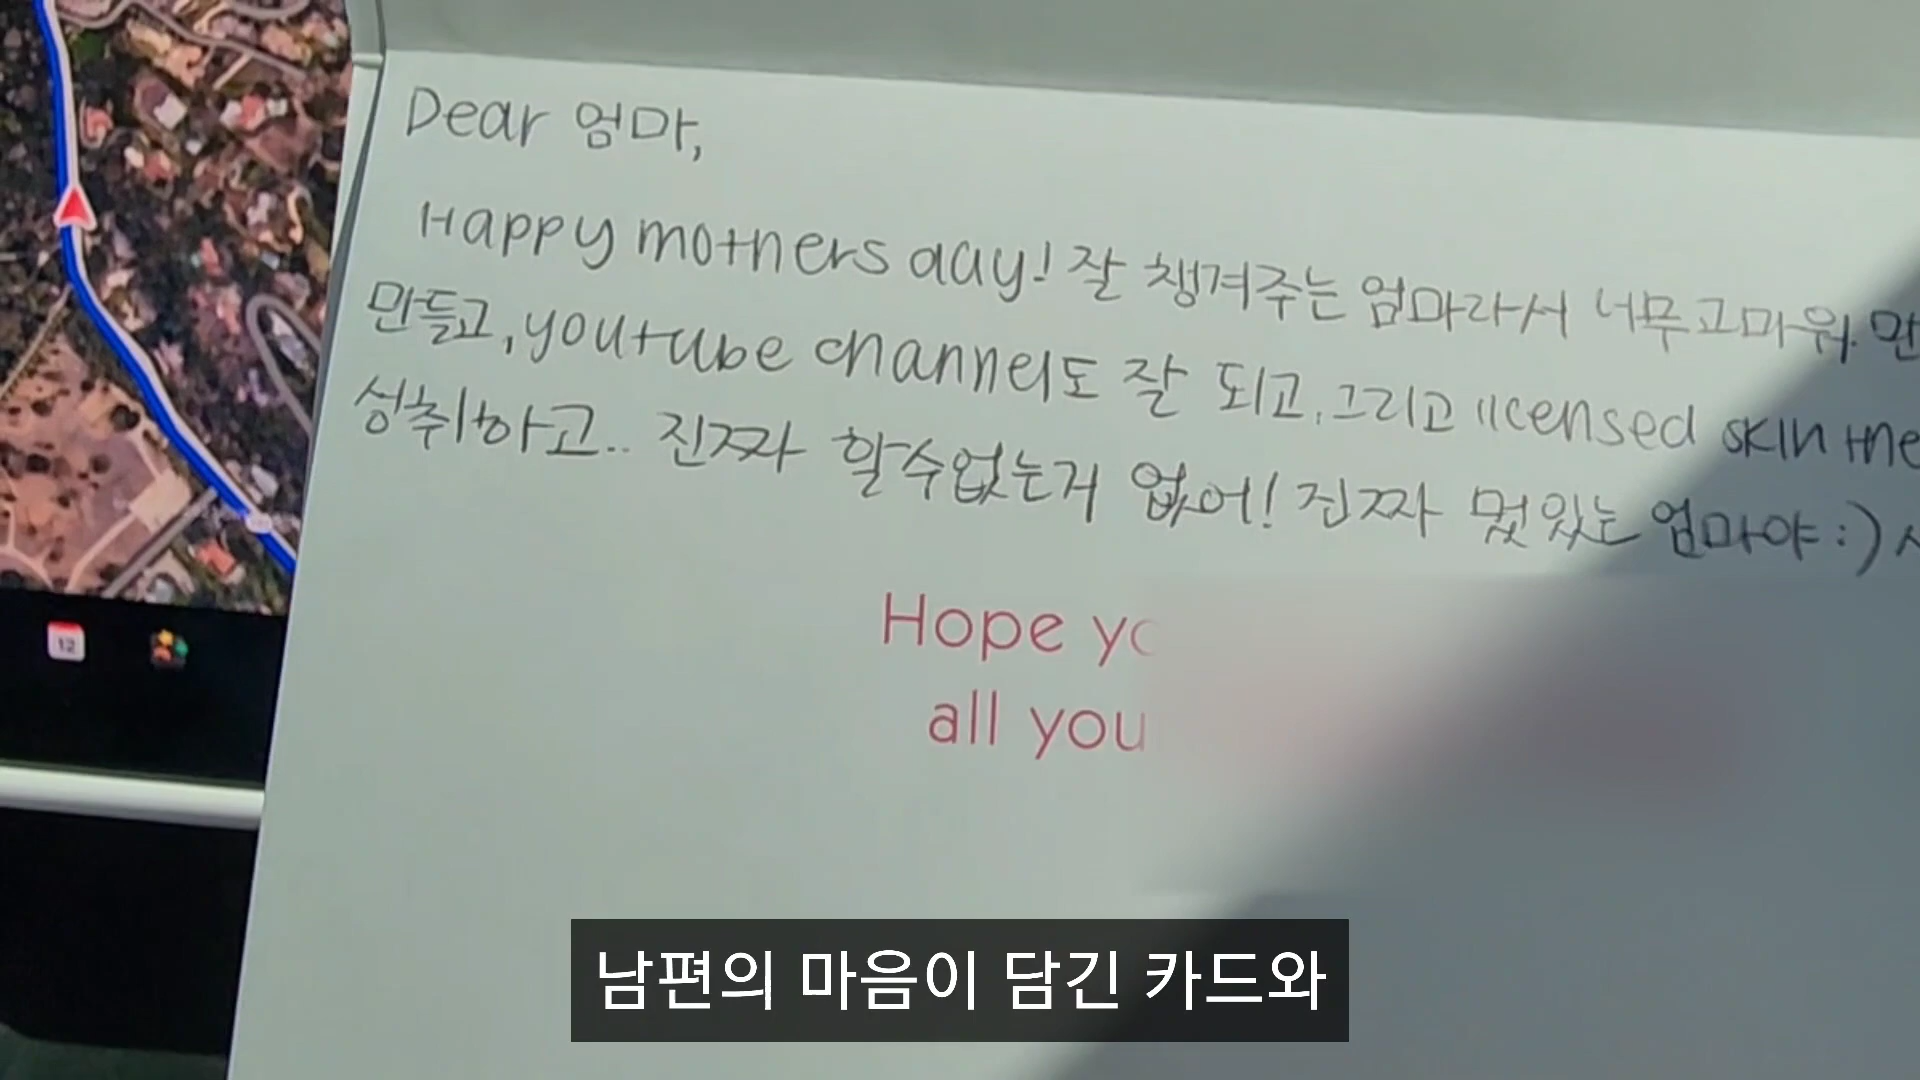 Dear 엄마,
Happy mothers day! 잘 챙겨주는 엄마라서 너무 고마워
만들고, youtube channel도 잘 되고, 그리고 licensed skin the
성취하고.. 진짜 할수없는거 없어! 진짜 멌있는 엄마야 :)
Hope yo
all you
12
남편의 마음이 담긴 카드와